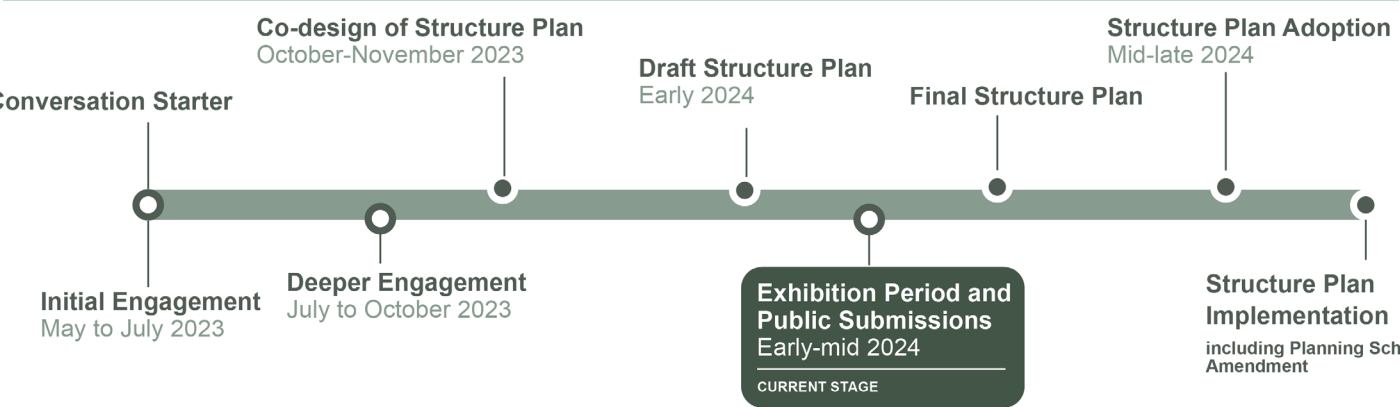 Conversation Starter
Initial Engagement
May to July 2023
Deeper Engagement
July to October 2023
Co-design of Structure Plan
October-November 2023
Draft Structure Plan
Early 2024
Exhibition Period and
Public Submissions
Early-mid 2024
CURRENT STAGE
Final Structure Plan
Structure Plan Adoption
Mid-late 2024
Structure Plan
Implementation
including Planning Sch
Amendment